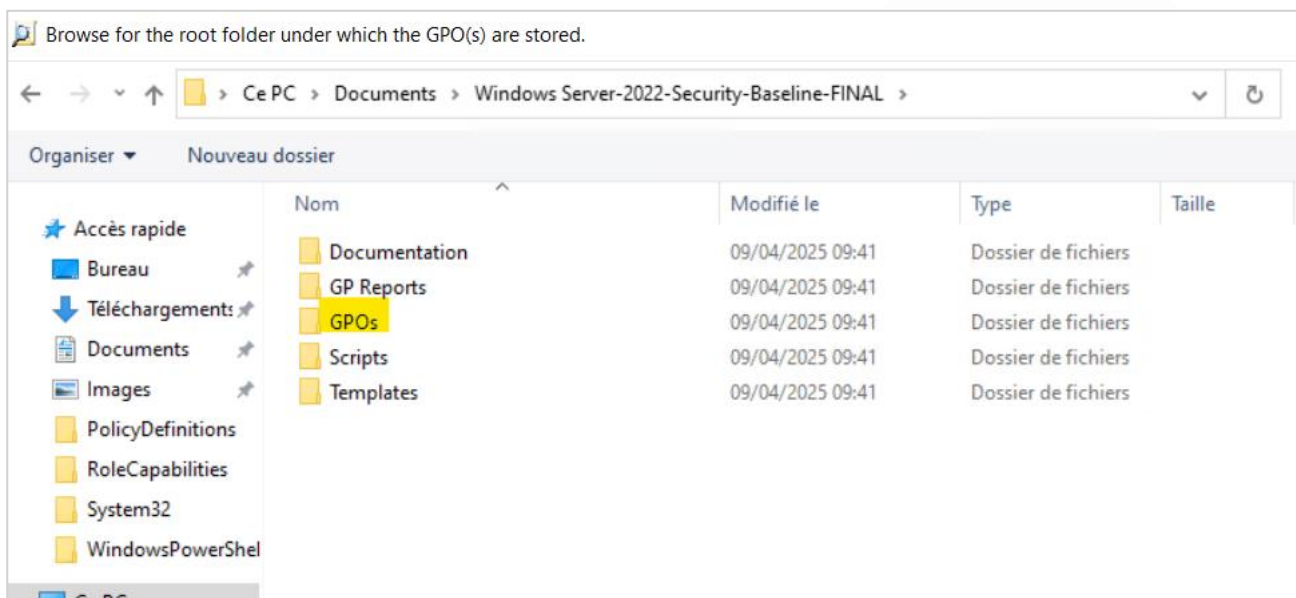 Browse for the root folder under which the GPO(s) are stored.
Ce PC > Documents > Windows Server-2022-Security-Baseline-FINAL >
Organiser Nouveau dossier
Nom Modifié le Type Taille
Accès rapide
Bureau
Téléchargements
Documents
Images
PolicyDefinitions
RoleCapabilities
System32
WindowsPowerShel
Documentation 09/04/2025 09:41 Dossier de fichiers
GP Reports 09/04/2025 09:41 Dossier de fichiers
GPOs 09/04/2025 09:41 Dossier de fichiers
Scripts 09/04/2025 09:41 Dossier de fichiers
Templates 09/04/2025 09:41 Dossier de fichiers